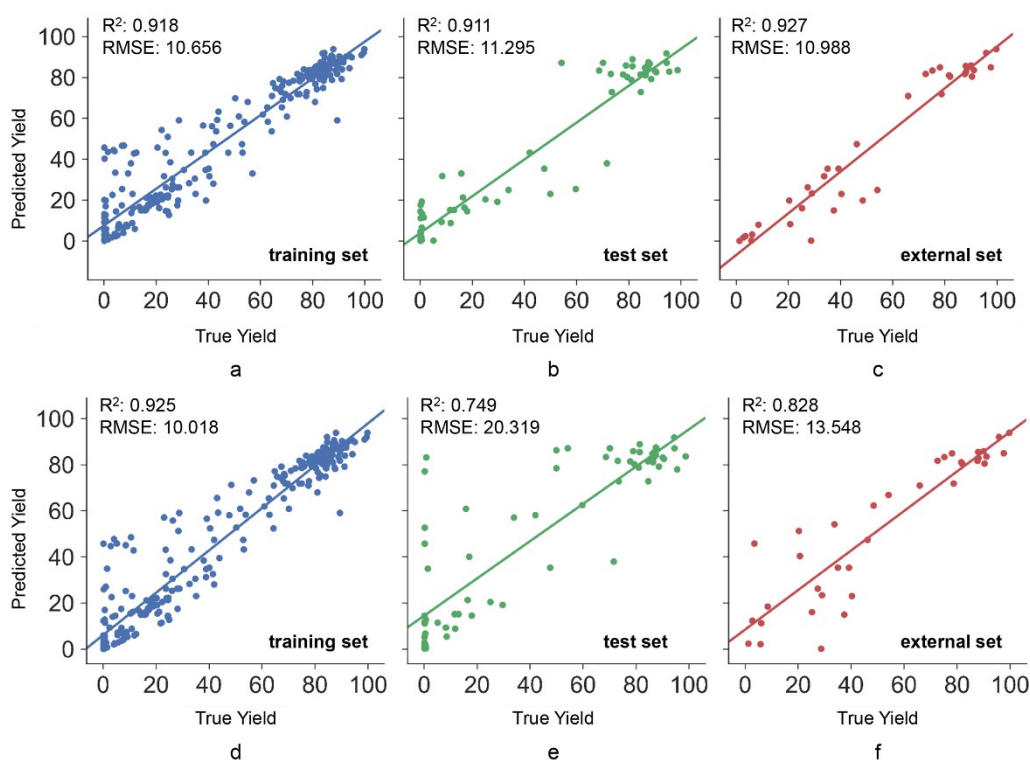 R²: 0.918
RMSE: 10.656
R²: 0.911
RMSE: 11.295
R²: 0.927
RMSE: 10.988
Predicted Yield
100
80
60
40
20
0
training set
test set
external set
0 20 40 60 80 100
0 20 40 60 80 100
0 20 40 60 80 100
True Yield
True Yield
True Yield
a
b
c
R²: 0.925
RMSE: 10.018
R²: 0.749
RMSE: 20.319
R²: 0.828
RMSE: 13.548
Predicted Yield
100
80
60
40
20
0
training set
test set
external set
0 20 40 60 80 100
0 20 40 60 80 100
0 20 40 60 80 100
True Yield
True Yield
True Yield
d
e
f